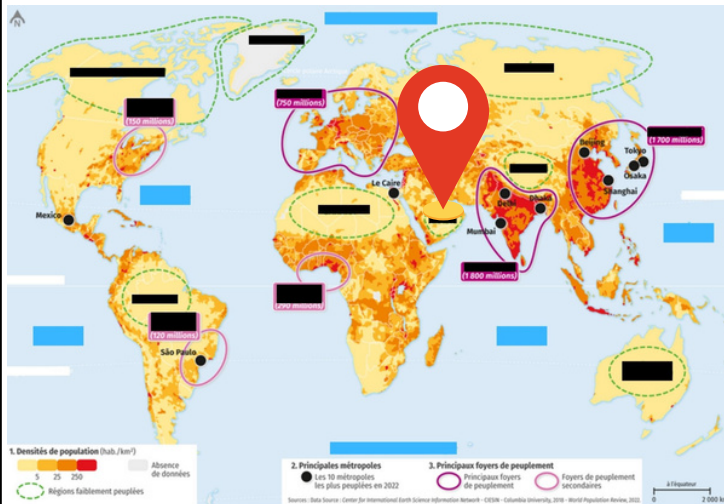 N
(750 millions)
(150 millions)
(1 700 millions)
Beijing
Tokyo
Osaka
Shanghai
Le Caire
Delhi
Dhaka
Mexico
Mumbai
(1 800 millions)
(290 millions)
(120 millions)
São Paulo
1. Densités de population (hab./km²)
5 25 250
Absence
de données
Régions faiblement peuplées
2. Principales métropoles
Les 10 métropoles
les plus peuplées en 2022
3. Principaux foyers de peuplement
Principaux foyers
de peuplement
Foyers de peuplement
secondaires
à l'équateur
0 2 000 km
Sources : Data Source : Center for International Earth Science Information Network - CIESIN - Columbia University, 2018 - World Population Review, 2022.